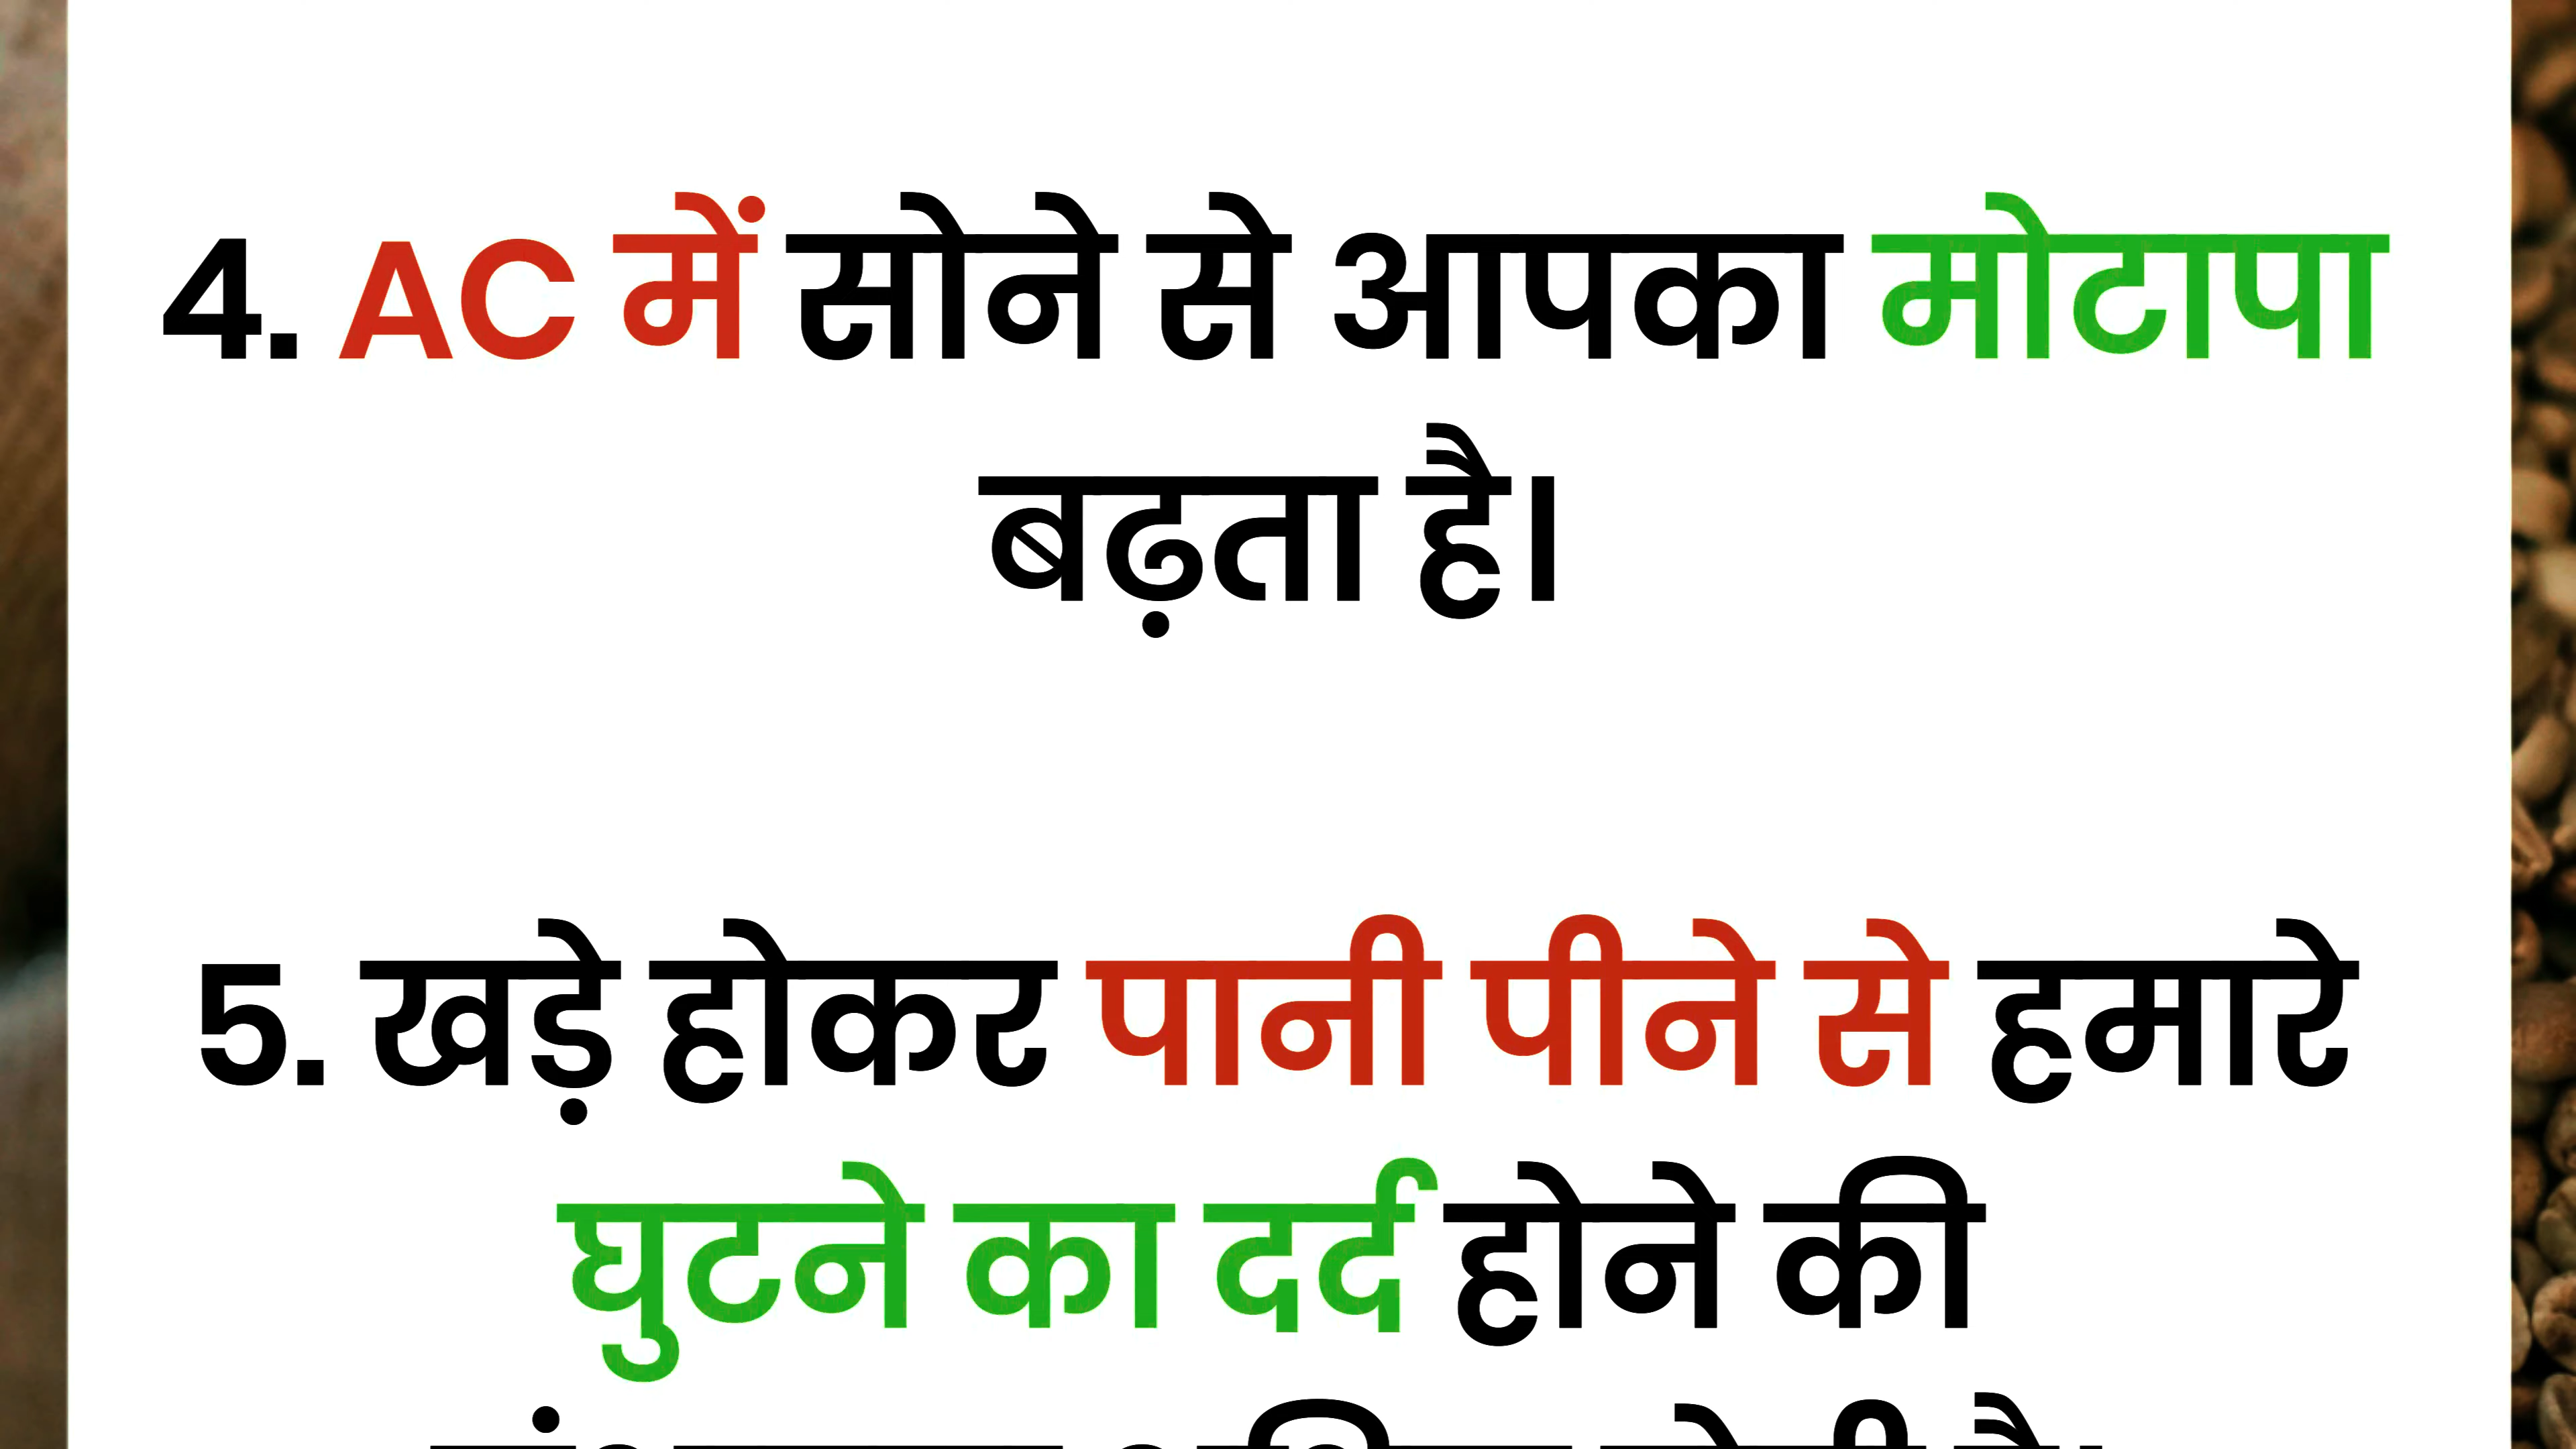 4. AC में सोने से आपका मोटापा
बढ़ता है।
5. खड़े होकर पानी पीने से हमारे
घुटने का दर्द होने की